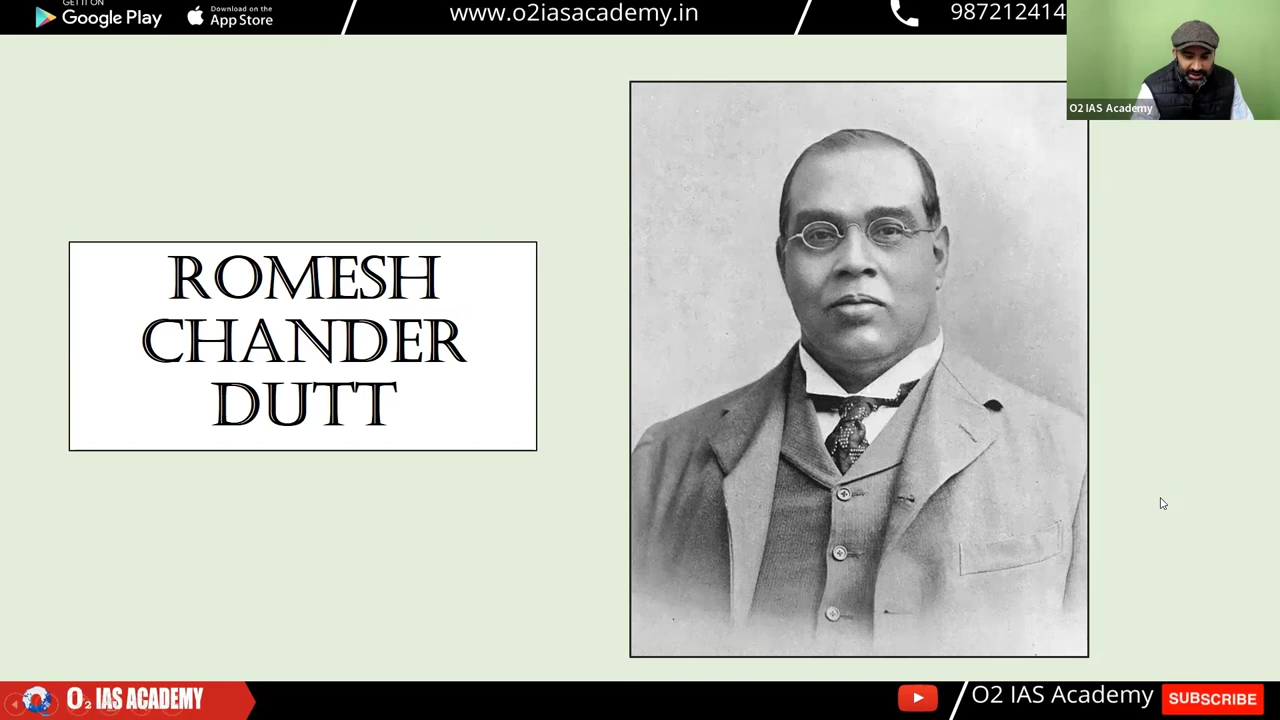 GET IT ON
Google Play
Download on the
App Store
www.o2iasacademy.in
987212414
O2 IAS Academy
ROMESH
CHANDER
DUTT
O2 IAS ACADEMY
O2 IAS Academy
SUBSCRIBE